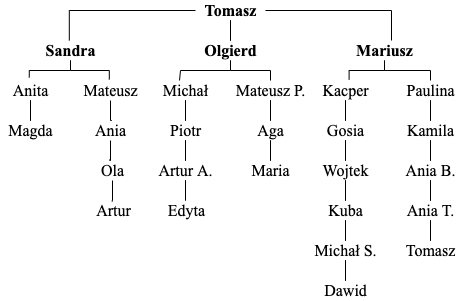 Tomasz
Sandra Olgierd Mariusz
Anita Mateusz Michał Mateusz P. Kacper Paulina
Magda Ania Piotr Aga Gosia Kamila
Ola Artur A. Maria Wojtek Ania B.
Artur Edyta Kuba Ania T.
Michał S. Tomasz
Dawid